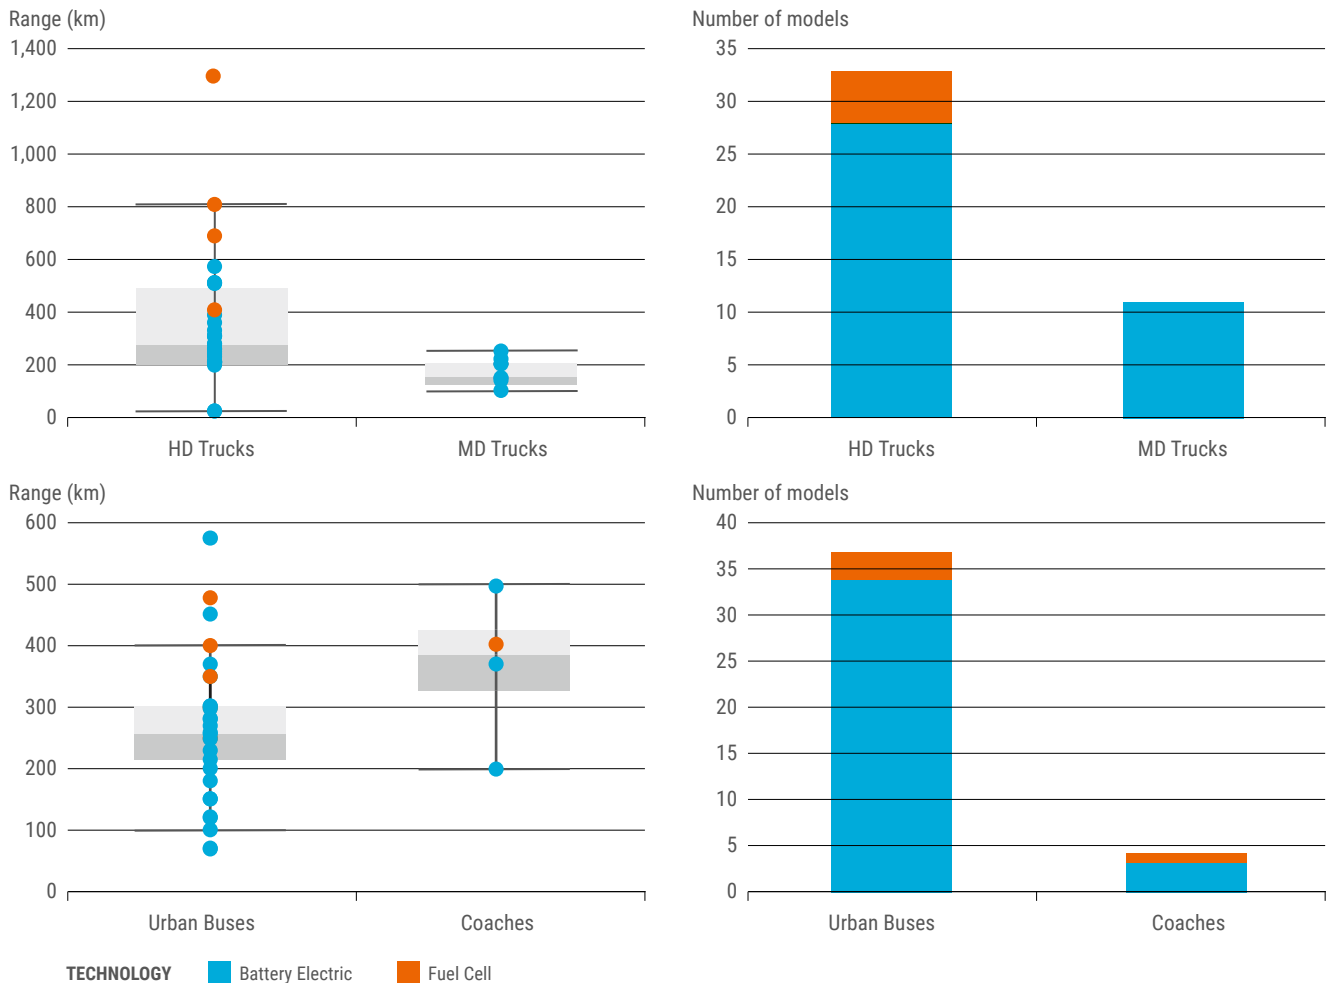 Range (km)
1,400
1,200
1,000
800
600
400
200
0
HD Trucks
MD Trucks
Number of models
35
30
25
20
15
10
5
0
HD Trucks
MD Trucks
Range (km)
600
500
400
300
200
100
0
Urban Buses
Coaches
Number of models
40
35
30
25
20
15
10
5
0
Urban Buses
Coaches
TECHNOLOGY Battery Electric Fuel Cell